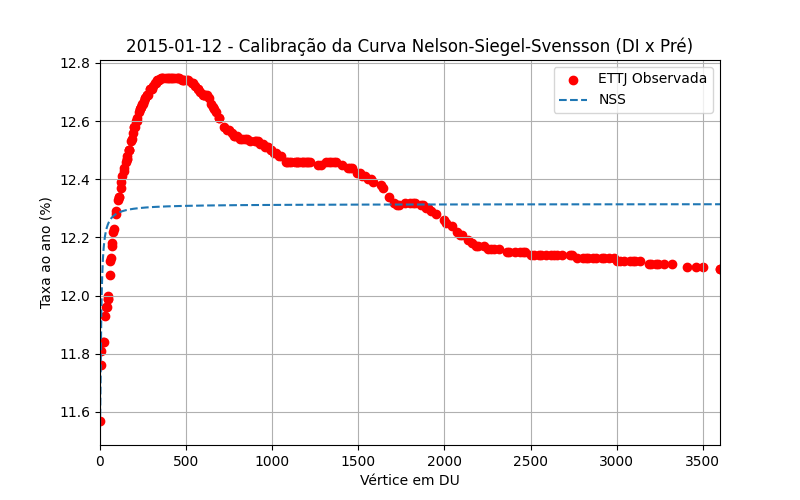 2015-01-12 - Calibração da Curva Nelson-Siegel-Svensson (DI x Pré)
ETTJ Observada
NSS
Taxa ao ano (%)
12.8
12.6
12.4
12.2
12.0
11.8
11.6
0 500 1000 1500 2000 2500 3000 3500
Vértice em DU